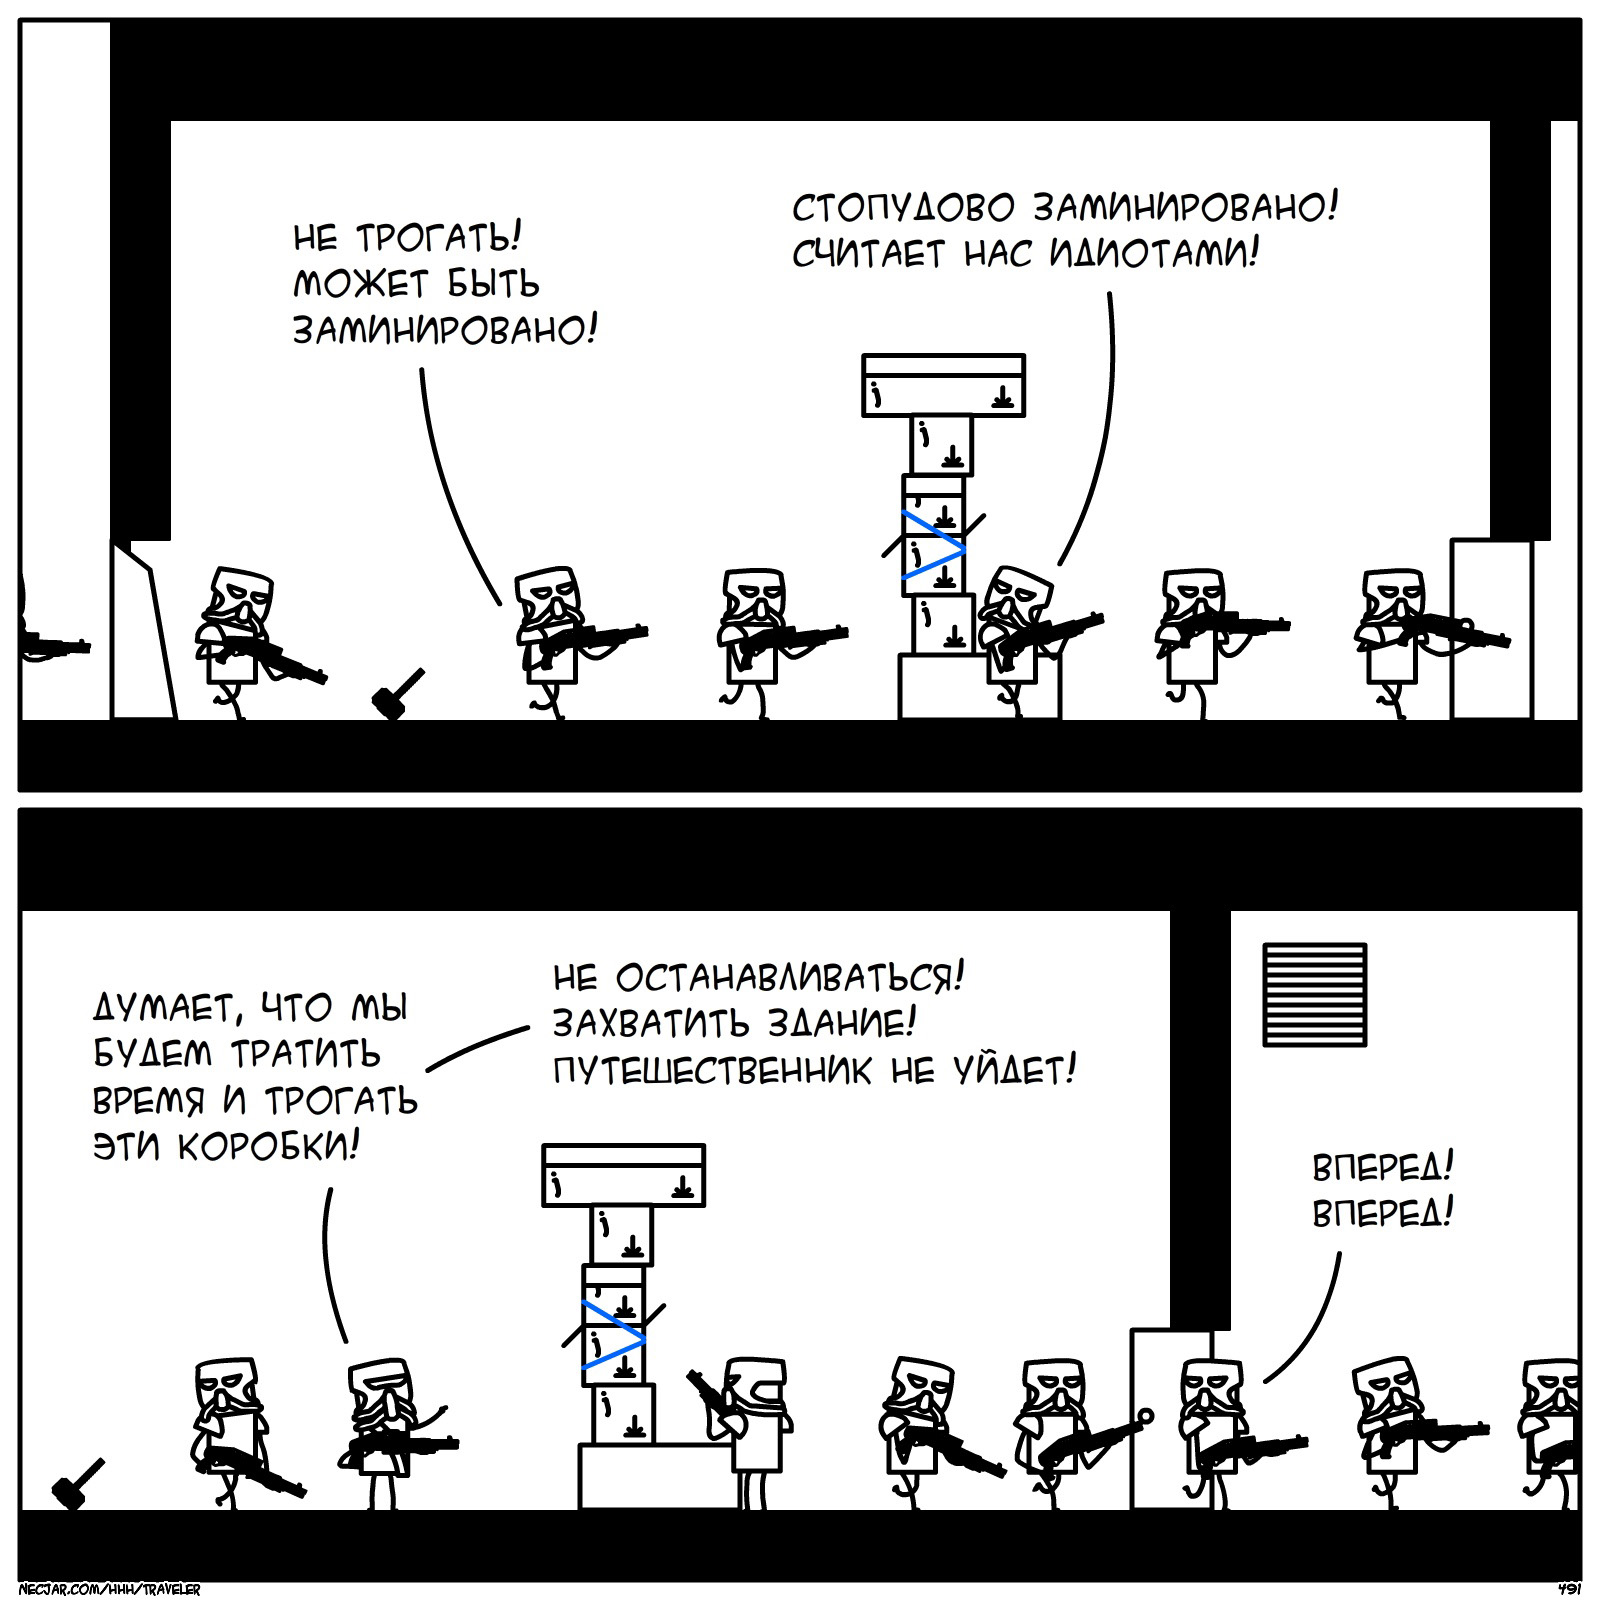 НЕ ТРОГАТЬ!
МОЖЕТ БЫТЬ
ЗАМИНИРОВАНО!
СТОПУДОВО ЗАМИНИРОВАНО!
СЧИТАЕТ НАС ИДИОТАМИ!
ДУМАЕТ, ЧТО МЫ
БУДЕМ ТРАТИТЬ
ВРЕМЯ И ТРОГАТЬ
ЭТИ КОРОБКИ!
НЕ ОСТАНАВЛИВАТЬСЯ!
ЗАХВАТИТЬ ЗДАНИЕ!
ПУТЕШЕСТВЕННИК НЕ УЙДЕТ!
ВПЕРЕД!
ВПЕРЕД!
NECJAR.COM/HHH/TRAVELER
491